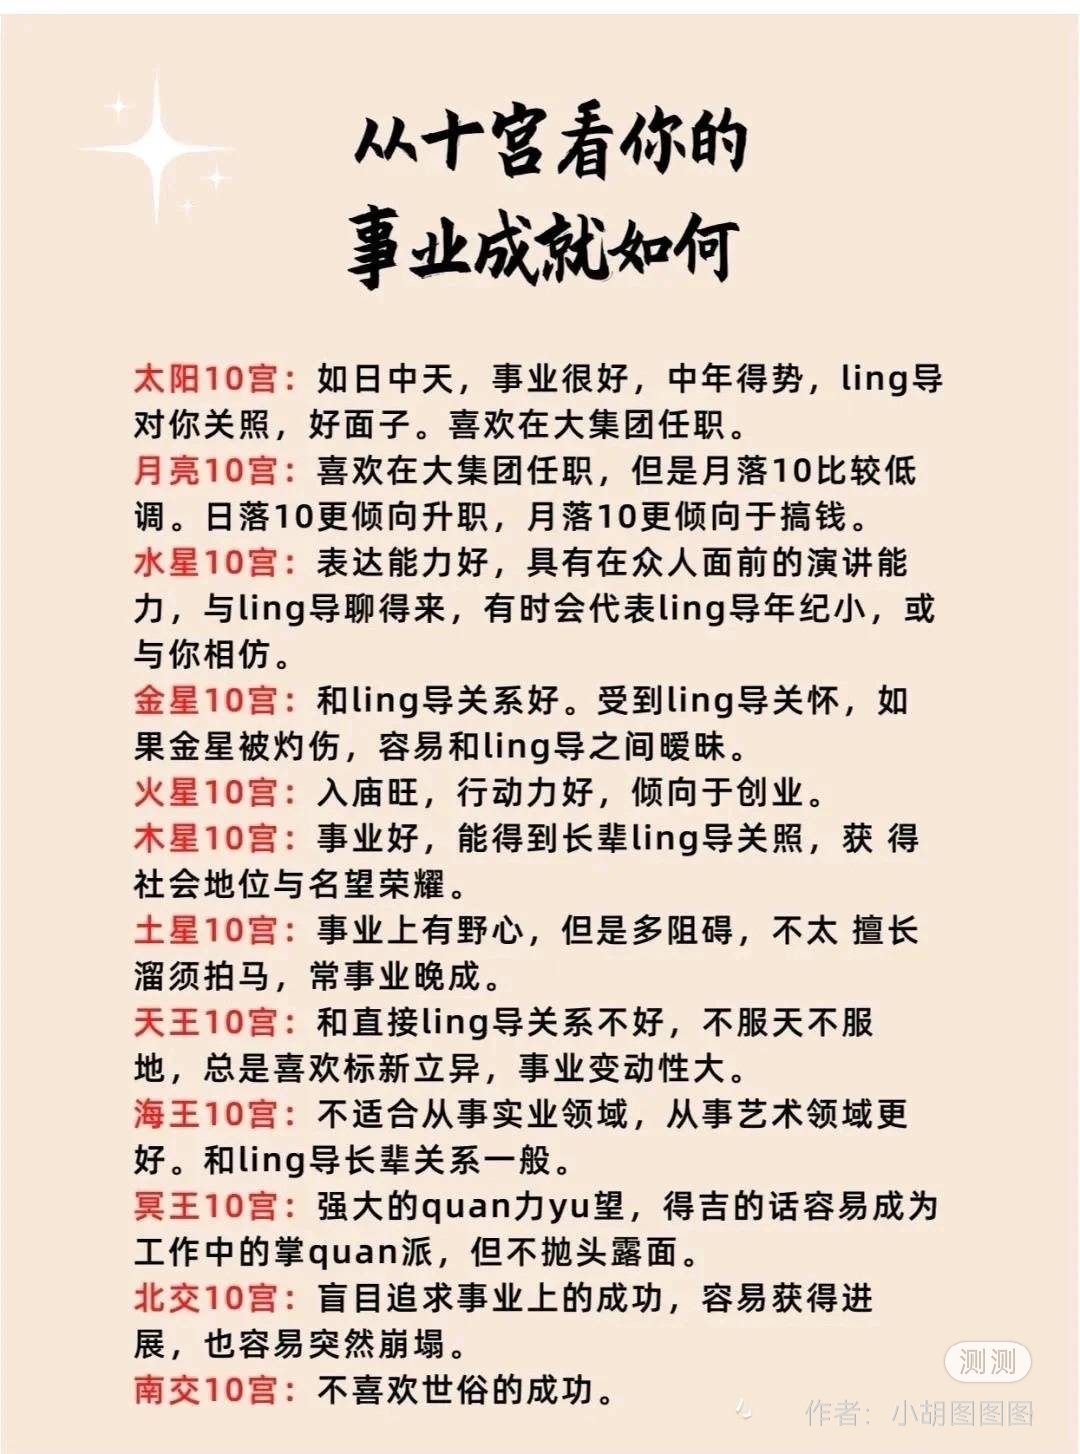 从十宫看你的
事业成就如何
太阳10宫：如日中天，事业很好，中年得势，ling导
对你关照，好面子。喜欢在大集团任职。
月亮10宫：喜欢在大集团任职，但是月落10比较低
调。日落10更倾向升职，月落10更倾向于搞钱。
水星10宫：表达能力好，具有在众人面前的演讲能
力，与ling导聊得来，有时会代表ling导年纪小，或
与你相仿。
金星10宫：和ling导关系好。受到ling导关怀，如
果金星被灼伤，容易和ling导之间暧昧。
火星10宫：入庙旺，行动力好，倾向于创业。
木星10宫：事业好，能得到长辈ling导关照，获 得
社会地位与名望荣耀。
土星10宫：事业上有野心，但是多阻碍，不太 擅长
溜须拍马，常事业晚成。
天王10宫：和直接ling导关系不好，不服天不服
地，总是喜欢标新立异，事业变动性大。
海王10宫：不适合从事实业领域，从事艺术领域更
好。和ling导长辈关系一般。
冥王10宫：强大的quan力yu望，得吉的话容易成为
工作中的掌quan派，但不抛头露面。
北交10宫：盲目追求事业上的成功，容易获得进
展，也容易突然崩塌。
南交10宫：不喜欢世俗的成功。
测测
作者：小胡图图图